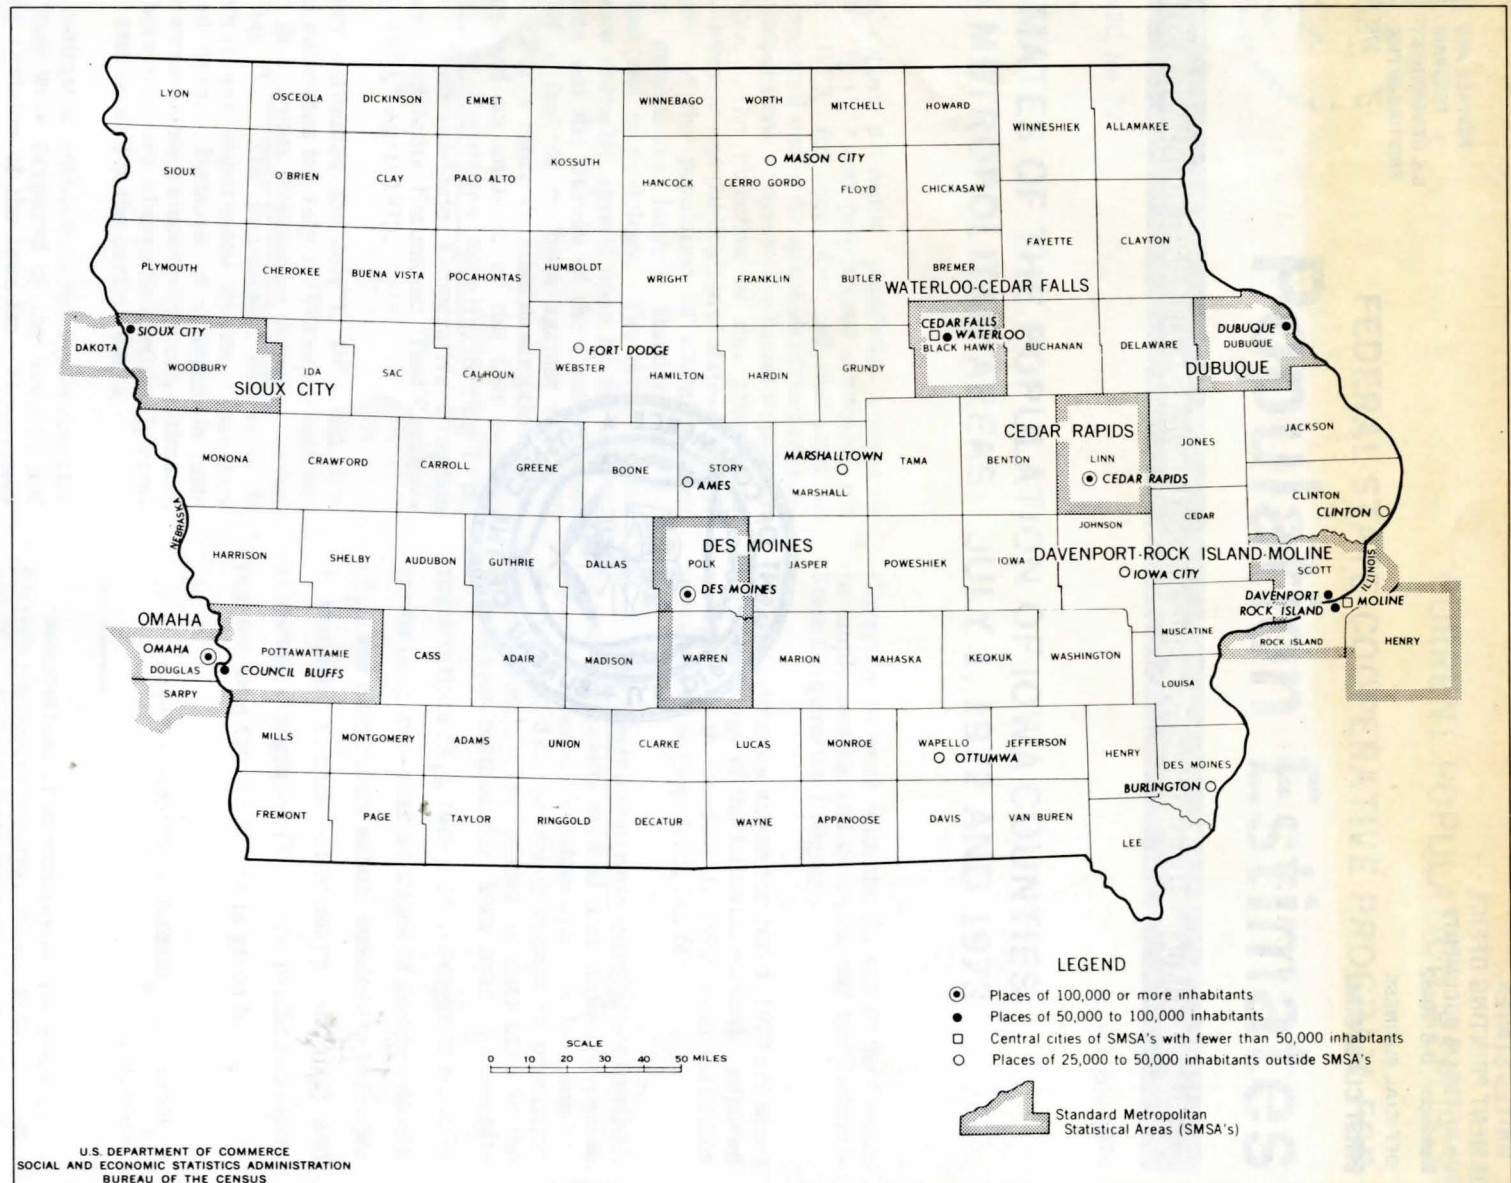 LYON
OSCEOLA
DICKINSON
EMMET
WINNEBAGO
WORTH
MITCHELL
HOWARD
WINNESHIEK
ALLAMAKEE
SIOUX
O'BRIEN
CLAY
PALO ALTO
KOSSUTH
HANCOCK
MASON CITY
CERRO GORDO
FLOYD
CHICKASAW
FAYETTE
CLAYTON
PLYMOUTH
CHEROKEE
BUENA VISTA
POCAHONTAS
HUMBOLDT
WRIGHT
FRANKLIN
BUTLER
BREMER
WATERLOO-CEDAR FALLS
DAKOTA
SIOUX CITY
WOODBURY
SIOUX CITY
IDA
SAC
CALHOUN
FORT DODGE
WEBSTER
HAMILTON
HARDIN
GRUNDY
CEDAR FALLS
WATERLOO
BLACK HAWK
BUCHANAN
DELAWARE
DUBUQUE
DUBUQUE
DUBUQUE
MONONA
CRAWFORD
CARROLL
GREENE
BOONE
STORY
AMES
MARSHALLTOWN
MARSHALL
TAMA
BENTON
CEDAR RAPIDS
LINN
CEDAR RAPIDS
JONES
JACKSON
CLINTON
CLINTON
NEBRASKA
HARRISON
SHELBY
AUDUBON
GUTHRIE
DALLAS
DES MOINES
POLK
DES MOINES
JASPER
POWESHIEK
IOWA
JOHNSON
CEDAR
DAVENPORT-ROCK ISLAND-MOLINE
IOWA CITY
SCOTT
ILLINOIS
DAVENPORT
ROCK ISLAND
MOLINE
MUSCATINE
ROCK ISLAND
HENRY
OMAHA
OMAHA
DOUGLAS
SARPY
POTTAWATTAMIE
COUNCIL BLUFFS
CASS
ADAIR
MADISON
WARREN
MARION
MAHASKA
KEOKUK
WASHINGTON
LOUISA
MILLS
MONTGOMERY
ADAMS
UNION
CLARKE
LUCAS
MONROE
WAPELLO
OTTUMWA
JEFFERSON
HENRY
DES MOINES
BURLINGTON
FREMONT
PAGE
TAYLOR
RINGGOLD
DECATUR
WAYNE
APPANOOSE
DAVIS
VAN BUREN
LEE
LEGEND
Places of 100,000 or more inhabitants
Places of 50,000 to 100,000 inhabitants
Central cities of SMSA's with fewer than 50,000 inhabitants
Places of 25,000 to 50,000 inhabitants outside SMSA's
Standard Metropolitan
Statistical Areas (SMSA's)
SCALE
0 10 20 30 40 50 MILES
U.S. DEPARTMENT OF COMMERCE
SOCIAL AND ECONOMIC STATISTICS ADMINISTRATION
BUREAU OF THE CENSUS